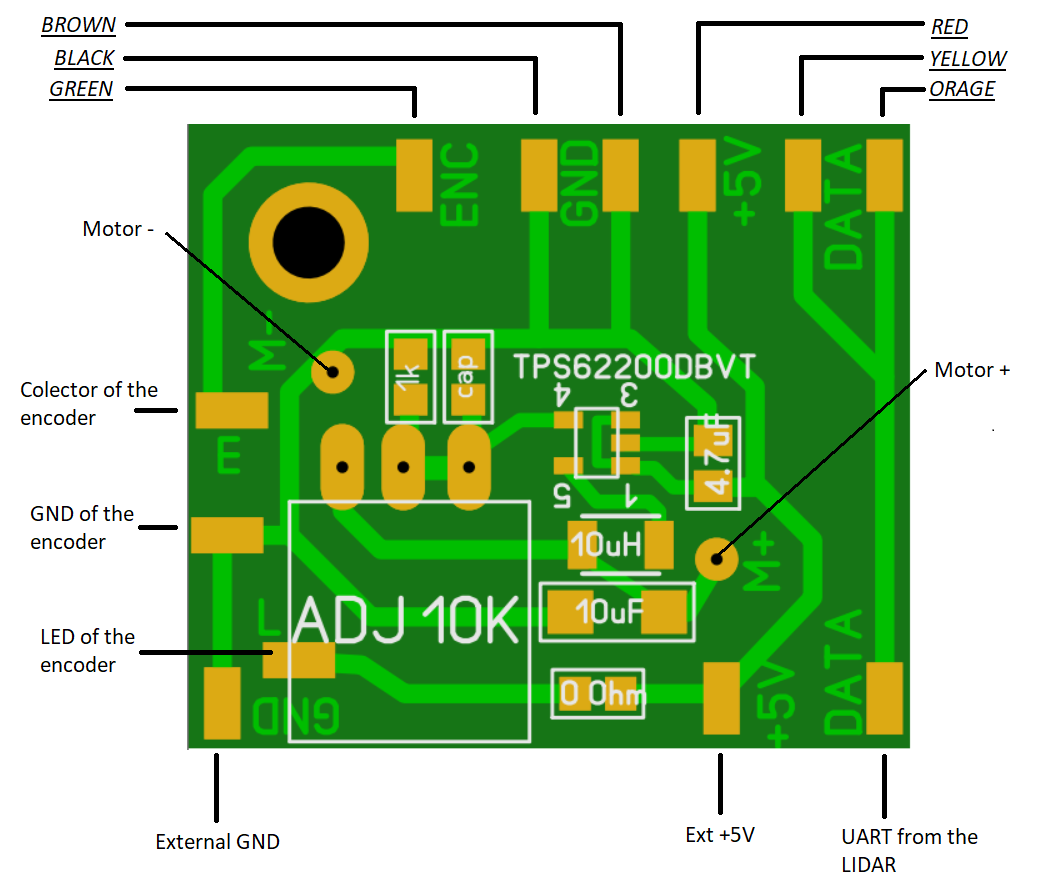 BROWN
RED
BLACK
YELLOW
GREEN
ORAGE
ENC
GND
+5V
DATA
Motor -
M-
1k
cap
TPS62200DBVT
4
3
Motor +
Colector of the
encoder
E
4.7uF
5
1
GND of the
encoder
10uH
M+
ADJ 10K
10uF
L
LED of the
encoder
0 Ohm
GND
+5V
DATA
External GND
Ext +5V
UART from the
LIDAR